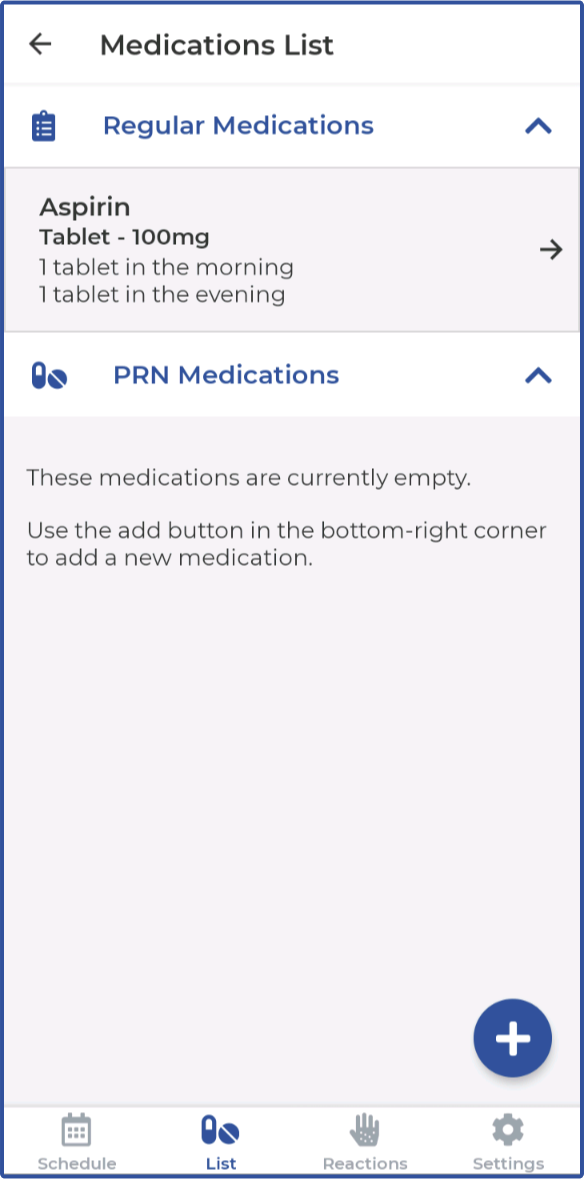 Medications List
Regular Medications
Aspirin
Tablet - 100mg
1 tablet in the morning
1 tablet in the evening
PRN Medications
These medications are currently empty.
Use the add button in the bottom-right corner
to add a new medication.
Schedule
List
Reactions
Settings